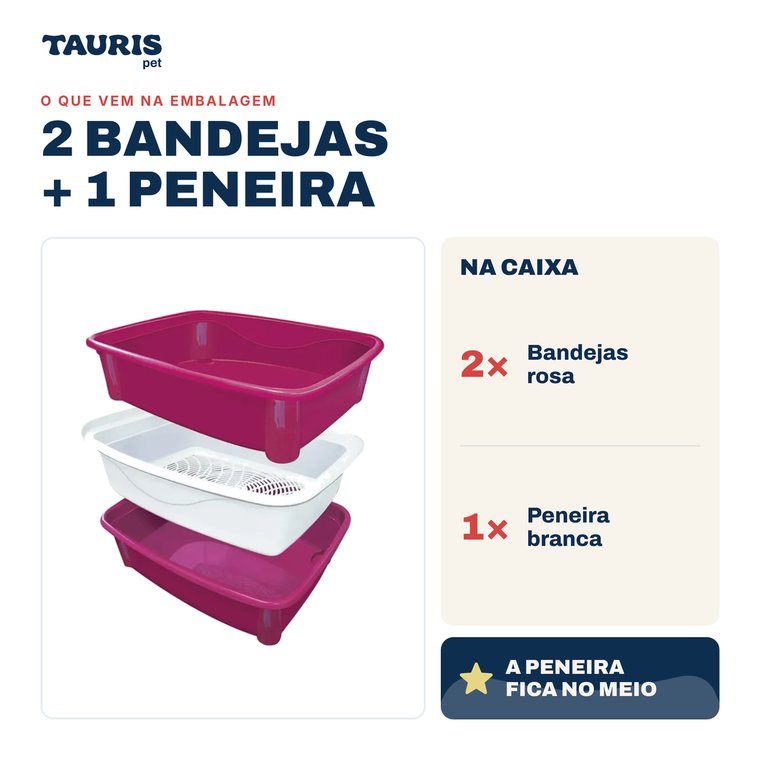 TAURIS
pet
O QUE VEM NA EMBALAGEM
2 BANDEJAS
+ 1 PENEIRA
NA CAIXA
2× Bandejas
rosa
1× Peneira
branca
A PENEIRA
FICA NO MEIO